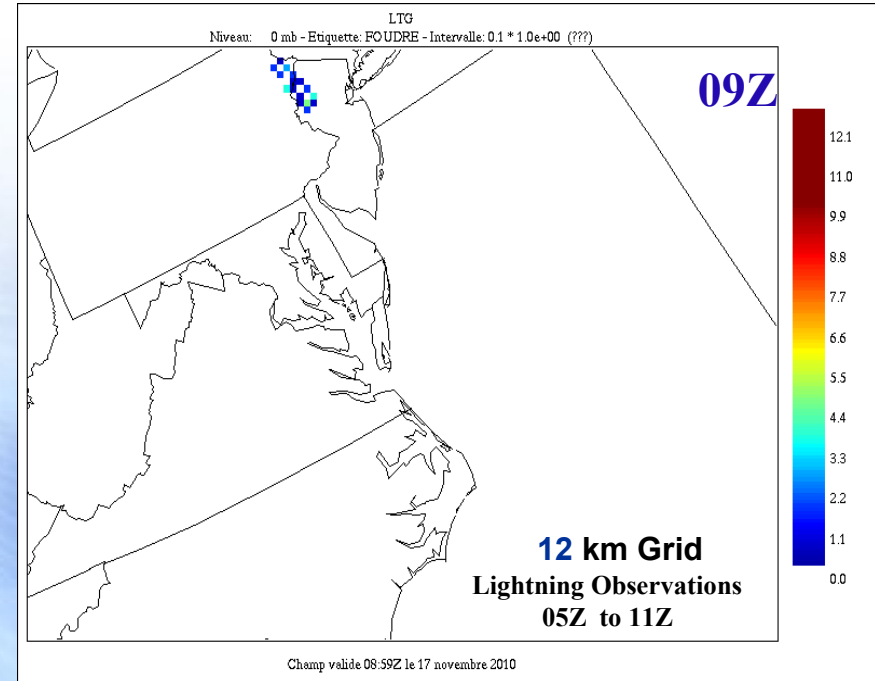 LTG
Niveau: 0 mb - Etiquette: FOUDRE - Intervalle: 0.1 * 1.0e+00 (???)
09Z
12.1
11.0
9.9
8.8
7.7
6.6
5.5
4.4
3.3
2.2
1.1
0.0
12 km Grid
Lightning Observations
05Z to 11Z
Champ valide 08:59Z le 17 novembre 2010